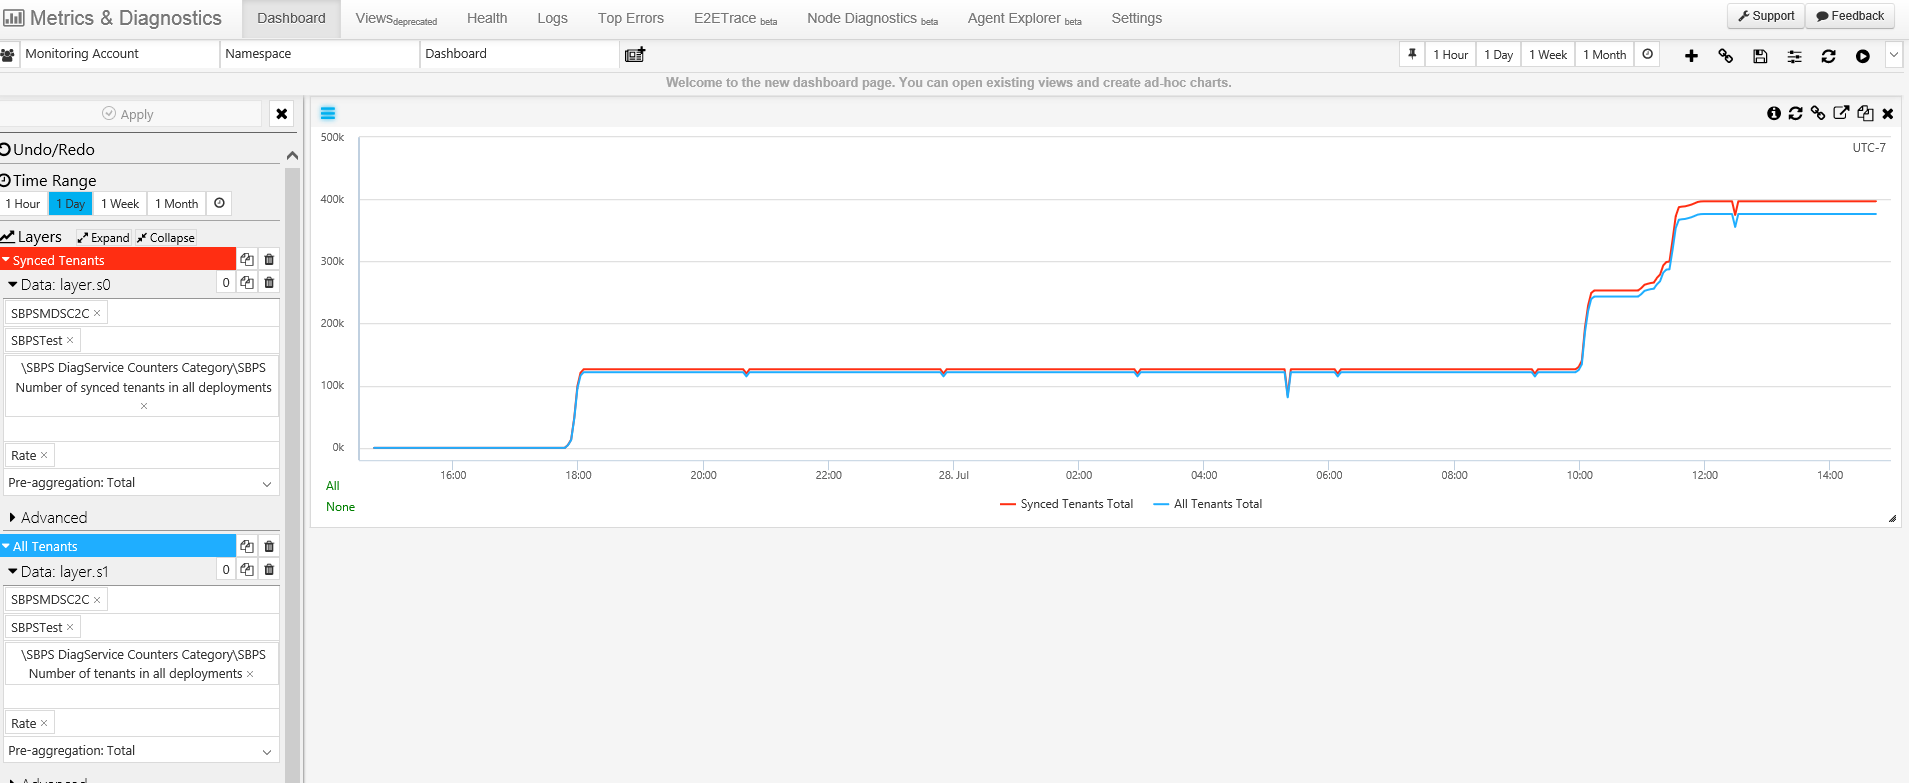 Metrics & Diagnostics Dashboard Viewsdeprecated Health Logs Top Errors E2ETrace beta Node Diagnostics beta Agent Explorer beta Settings Support Feedback
Monitoring Account Namespace Dashboard 1 Hour 1 Day 1 Week 1 Month
Welcome to the new dashboard page. You can open existing views and create ad-hoc charts.
Apply
Undo/Redo
Time Range
1 Hour 1 Day 1 Week 1 Month
Layers Expand Collapse
Synced Tenants
Data: layer.s0 0
SBPSMDSC2C ×
SBPSTest ×
\SBPS DiagService Counters Category\SBPS
Number of synced tenants in all deployments
×
Rate ×
Pre-aggregation: Total
Advanced
All Tenants
Data: layer.s1 0
SBPSMDSC2C ×
SBPSTest ×
\SBPS DiagService Counters Category\SBPS
Number of tenants in all deployments ×
Rate ×
Pre-aggregation: Total
Advanced
UTC-7
500k
400k
300k
200k
100k
0k
16:00 18:00 20:00 22:00 28. Jul 02:00 04:00 06:00 08:00 10:00 12:00 14:00
All
None
Synced Tenants Total All Tenants Total